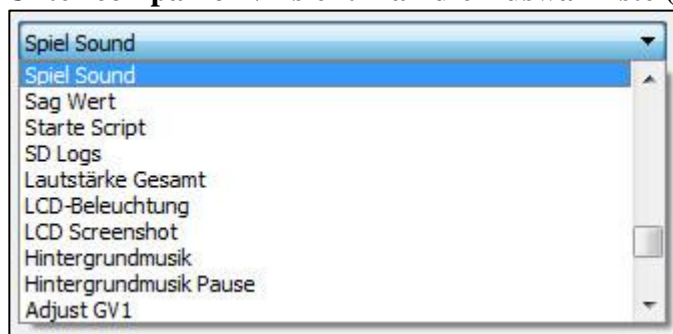 Spiel Sound
Spiel Sound
Sag Wert
Starte Script
SD Logs
Lautstärke Gesamt
LCD-Beleuchtung
LCD Screenshot
Hintergrundmusik
Hintergrundmusik Pause
Adjust GV1